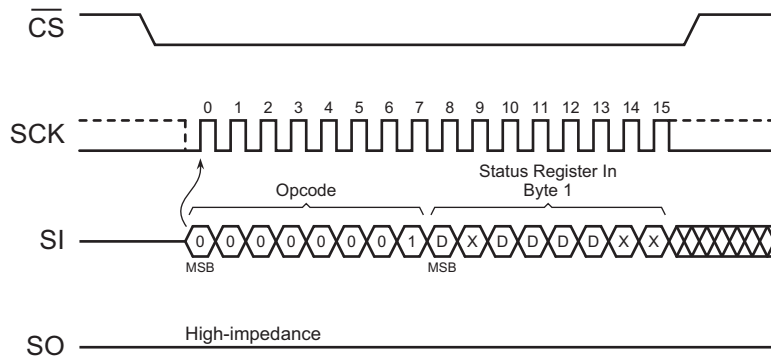 CS
SCK
0 1 2 3 4 5 6 7 8 9 10 11 12 13 14 15
Opcode
Status Register In
Byte 1
SI
0 0 0 0 0 0 0 1 D X D D D D X X
MSB MSB
SO
High-impedance